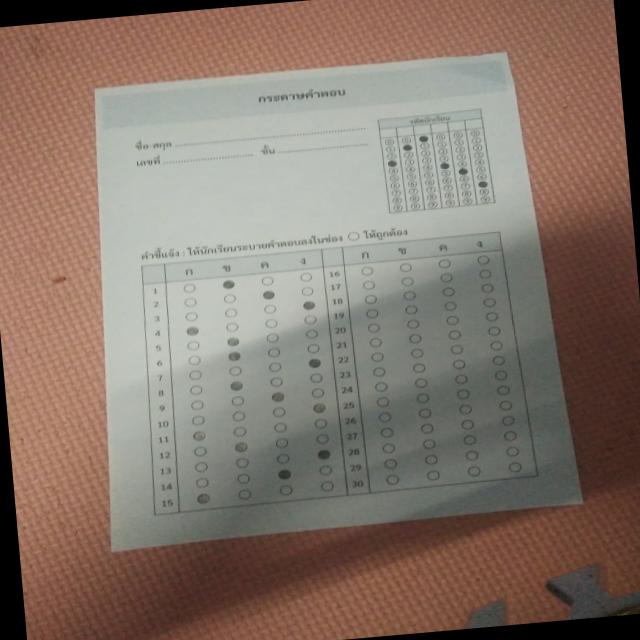 กระดาษคำตอบ
รหัสนักเรียน
ชื่อ-สกุล
เลขที่ ชั้น
คำชี้แจง : ให้นักเรียนระบายคำตอบลงในช่อง ให้ถูกต้อง
ก ข ค ง ก ข ค ง
1 16
2 17
3 18
4 19
5 20
6 21
7 22
8 23
9 24
10 25
11 26
12 27
13 28
14 29
15 30